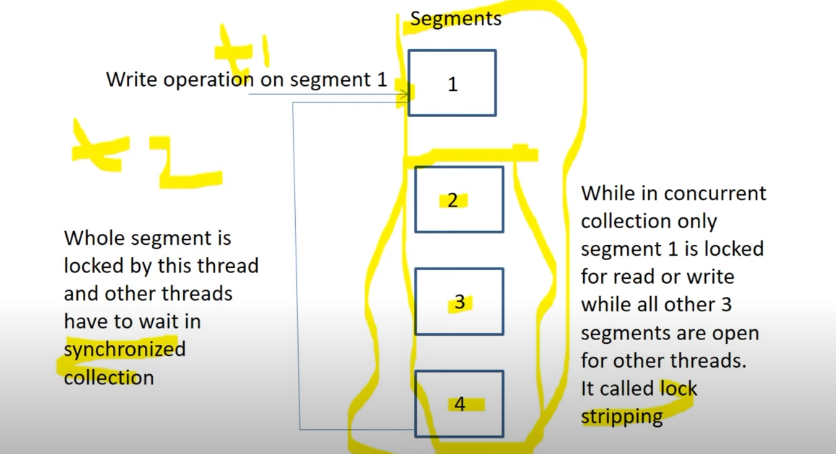 Segments
t1
Write operation on segment 1
1
t2
2
3
4
Whole segment is
locked by this thread
and other threads
have to wait in
synchronized
collection
While in concurrent
collection only
segment 1 is locked
for read or write
while all other 3
segments are open
for other threads.
It called lock
stripping